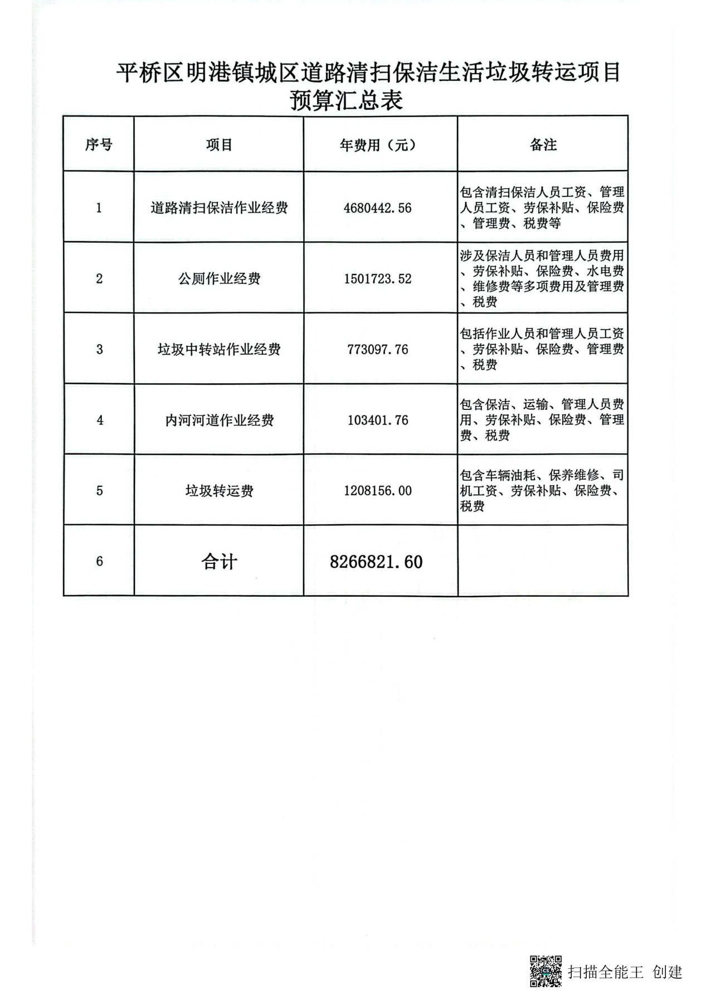 平桥区明港镇城区道路清扫保洁生活垃圾转运项目
预算汇总表
序号 项目 年费用（元） 备注
1 道路清扫保洁作业经费 4680442.56
包含清扫保洁人员工资、管理
人员工资、劳保补贴、保险费
、管理费、税费等
2 公厕作业经费 1501723.52
涉及保洁人员和管理人员费用
、劳保补贴、保险费、水电费
、维修费等多项费用及管理费
、税费
3 垃圾中转站作业经费 773097.76
包括作业人员和管理人员工资
、劳保补贴、保险费、管理费
、税费
4 内河河道作业经费 103401.76
包含保洁、运输、管理人员费
用、劳保补贴、保险费、管理
费、税费
5 垃圾转运费 1208156.00
包含车辆油耗、保养维修、司
机工资、劳保补贴、保险费、
税费
6 合计 8266821.60
扫描全能王 创建